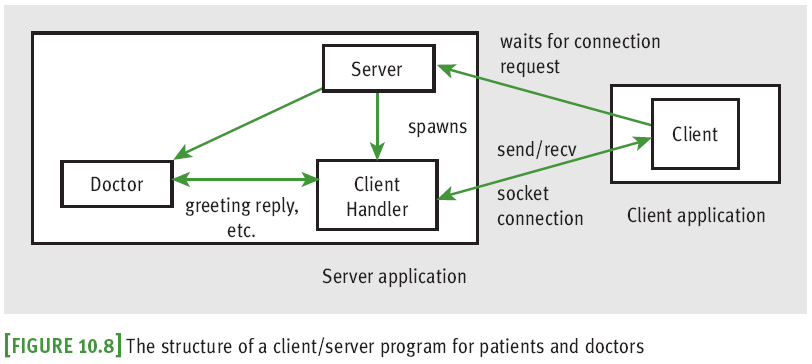 waits for connection
request
Server
spawns
Client
send/recv
Doctor
Client
Handler
greeting reply,
etc.
socket
connection
Client application
Server application
[FIGURE 10.8] The structure of a client/server program for patients and doctors